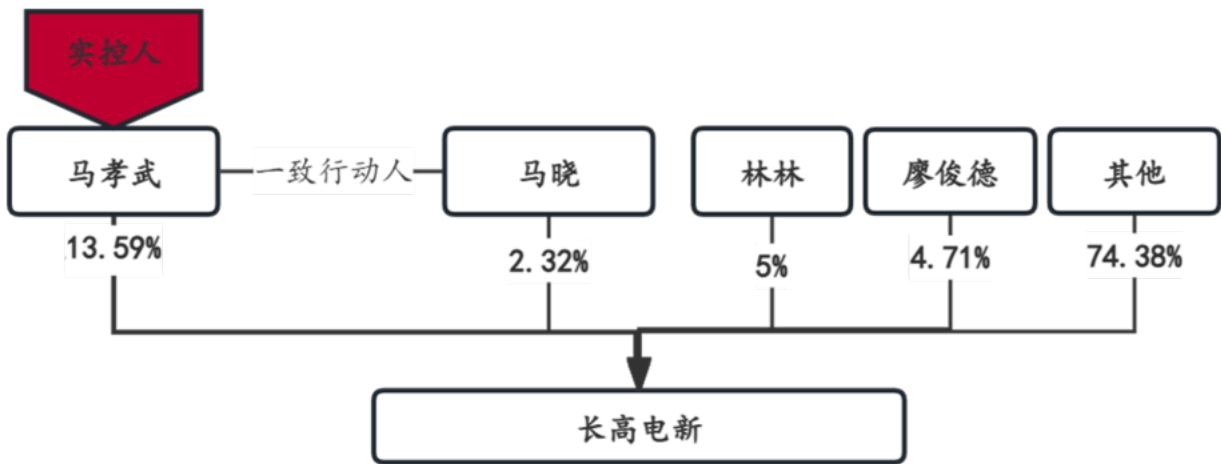 实控人
马孝武
一致行动人
马晓
林林
廖俊德
其他
13.59%
2.32%
5%
4.71%
74.38%
长高电新